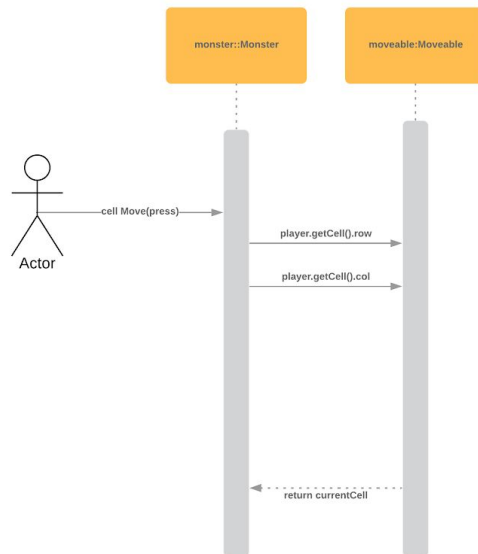 monster::Monster
moveable:Moveable
cell Move(press)
player.getCell().row
Actor
player.getCell().col
return currentCell